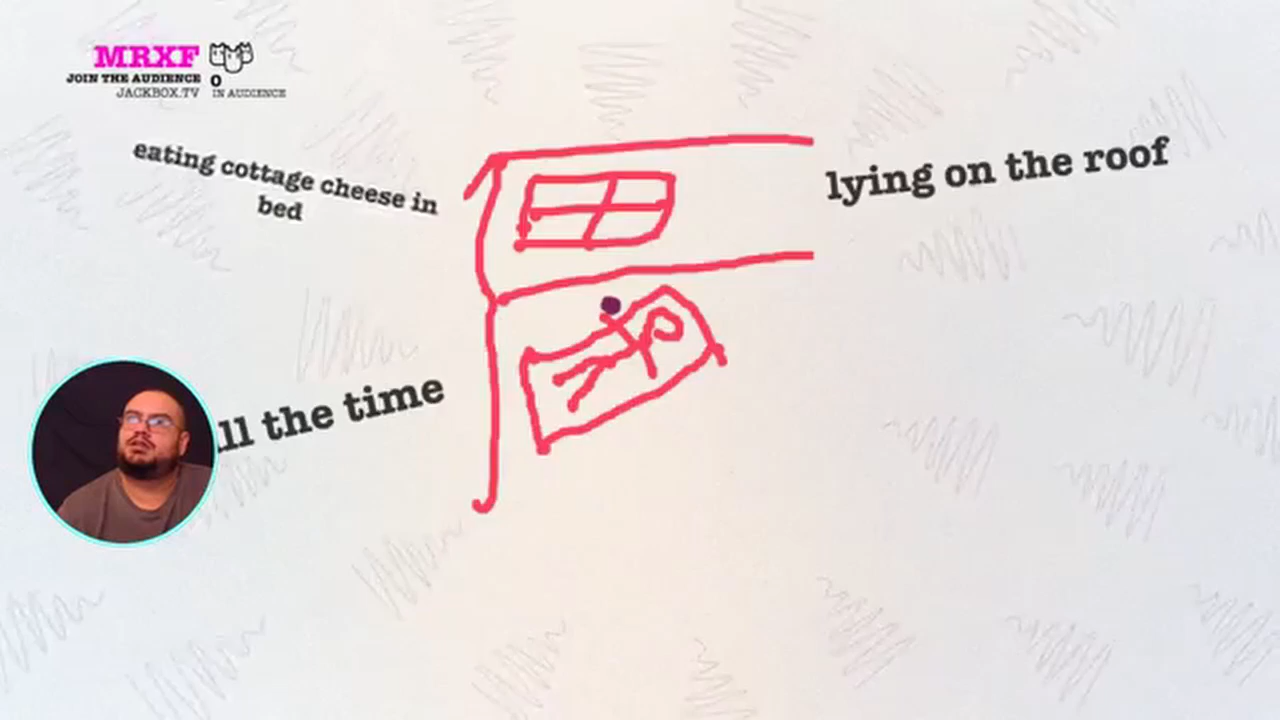 MRXF
JOIN THE AUDIENCE
JACKBOX.TV
0
IN AUDIENCE
eating cottage cheese in
bed
lying on the roof
the time